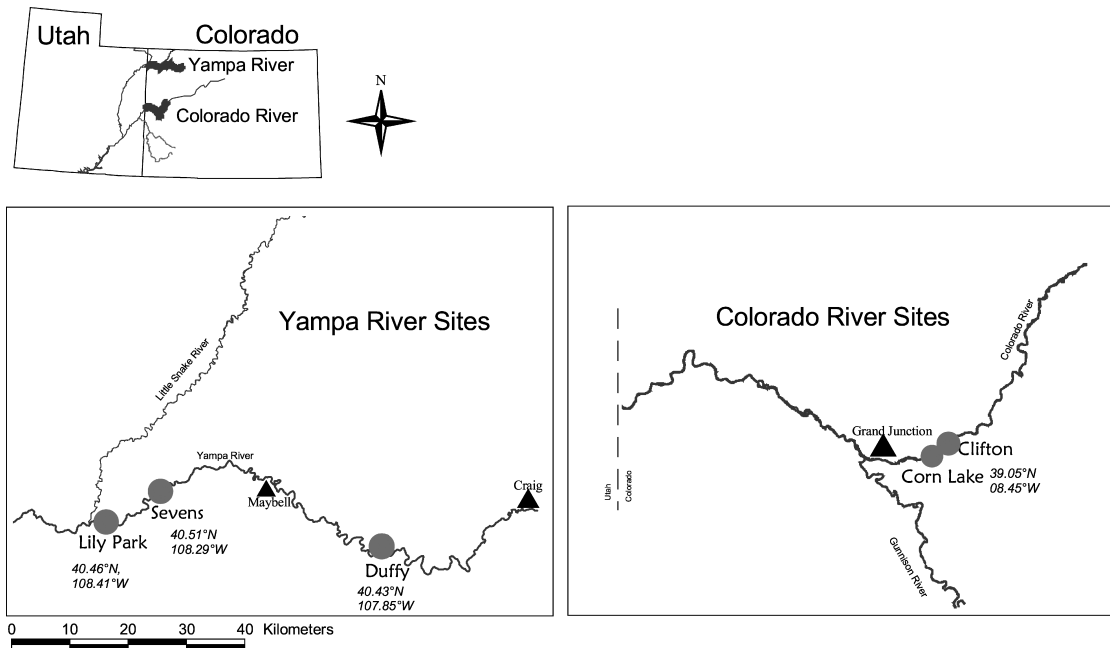 Utah
Colorado
Yampa River
Colorado River
N
Yampa River Sites
Little Snake River
Yampa River
Maybell
Craig
Sevens
40.51°N
108.29°W
Lily Park
40.46°N,
108.41°W
Duffy
40.43°N
107.85°W
0 10 20 30 40 Kilometers
Colorado River Sites
Colorado River
Grand Junction
Clifton
Corn Lake
39.05°N
08.45°W
Utah
Colorado
Gunnison River